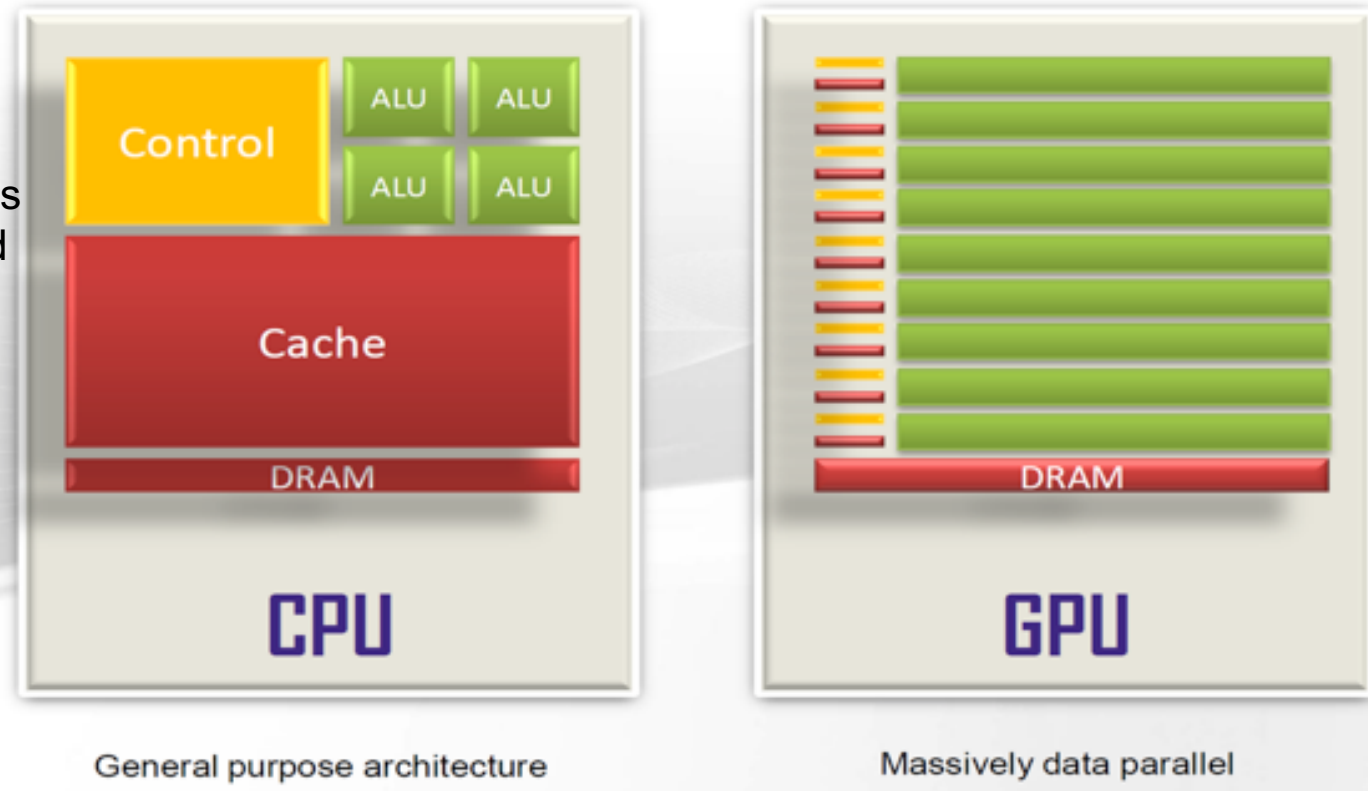 Control
ALU ALU
ALU ALU
Cache
DRAM
CPU
General purpose architecture
DRAM
GPU
Massively data parallel